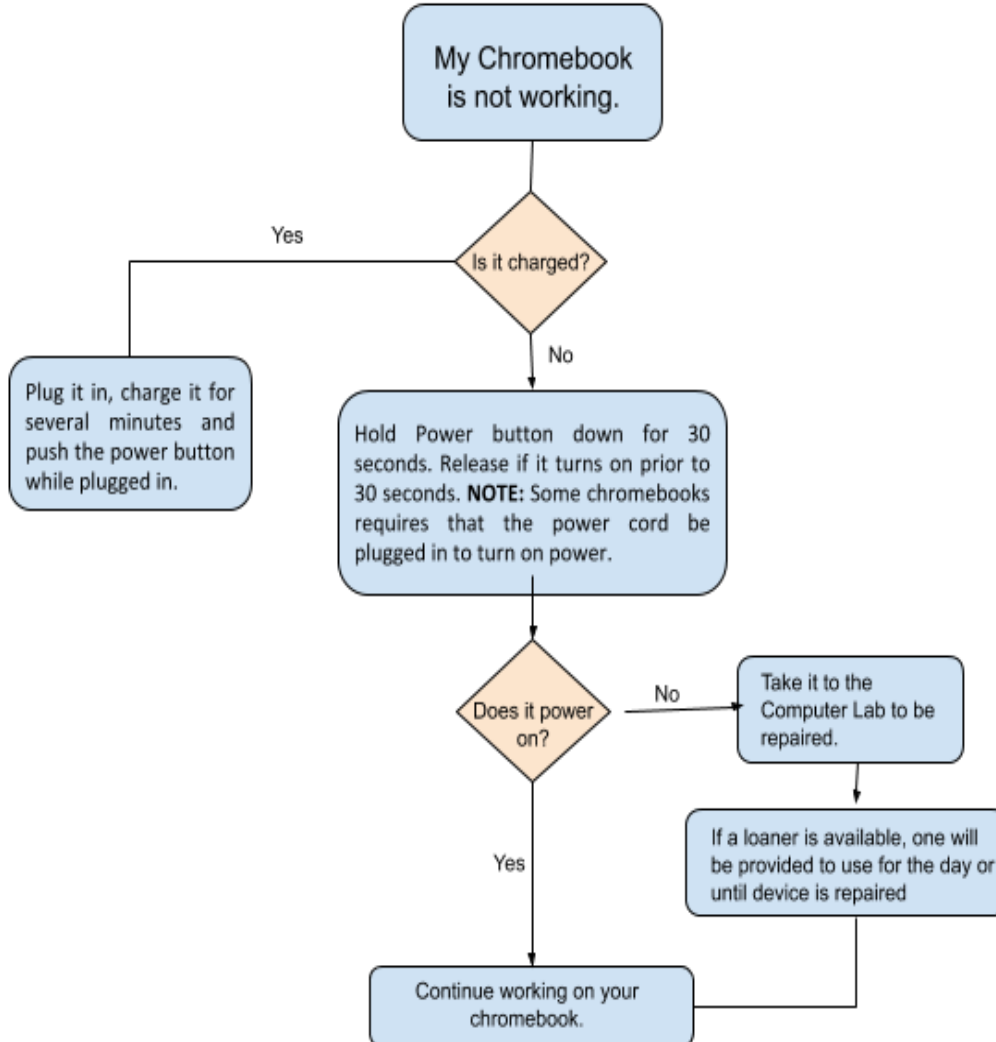 My Chromebook
is not working.
Yes
Is it charged?
No
Plug it in, charge it for
several minutes and
push the power button
while plugged in.
Hold Power button down for 30
seconds. Release if it turns on prior to
30 seconds. NOTE: Some chromebooks
requires that the power cord be
plugged in to turn on power.
Does it power
on?
No
Take it to the
Computer Lab to be
repaired.
If a loaner is available, one will
be provided to use for the day or
until device is repaired
Yes
Continue working on your
chromebook.